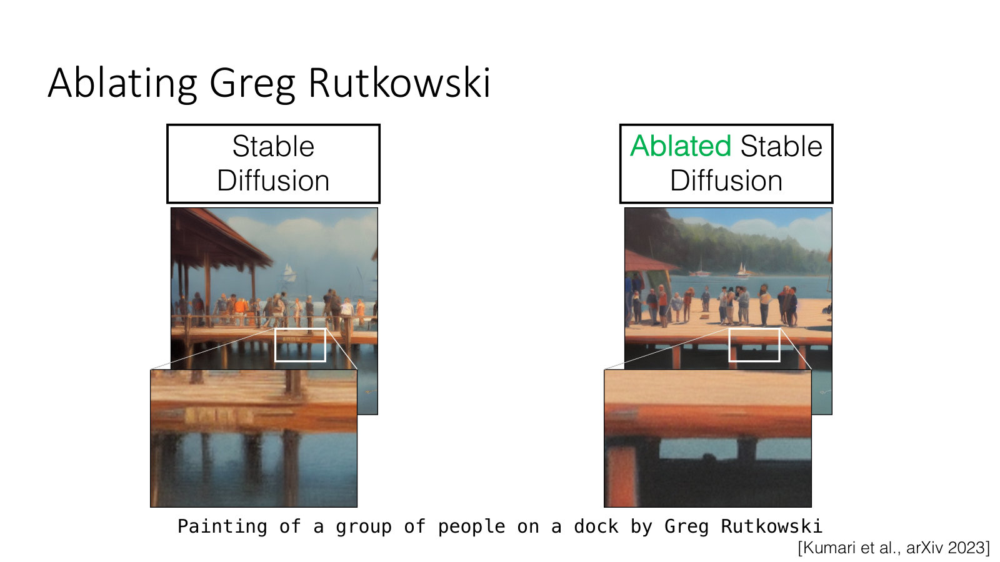 Ablating Greg Rutkowski
Stable
Diffusion
Ablated Stable
Diffusion
Painting of a group of people on a dock by Greg Rutkowski
[Kumari et al., arXiv 2023]